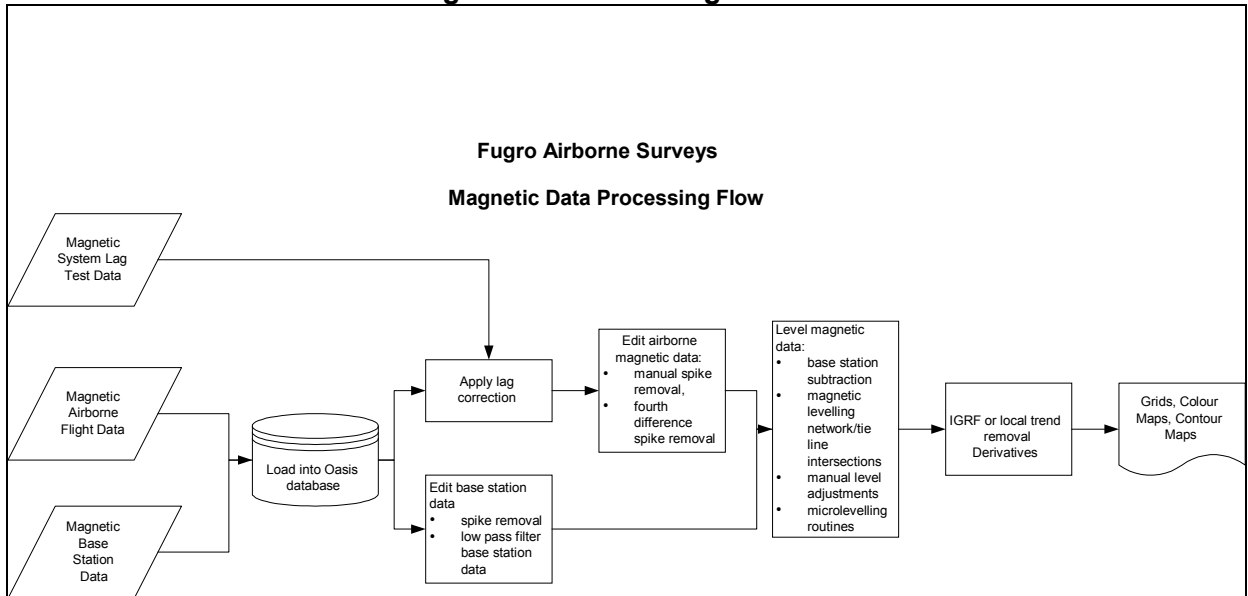 Fugro Airborne Surveys
Magnetic Data Processing Flow
Magnetic
System Lag
Test Data
Magnetic
Airborne
Flight Data
Magnetic
Base
Station
Data
Load into Oasis
database
Apply lag
correction
Edit base station
data
• spike removal
• low pass filter
base station
data
Edit airborne
magnetic data:
• manual spike
removal,
• fourth
difference
spike removal
Level magnetic
data:
• base station
subtraction
• magnetic
levelling
network/tie
line
intersections
• manual level
adjustments
• microlevelling
routines
IGRF or local trend
removal
Derivatives
Grids, Colour
Maps, Contour
Maps